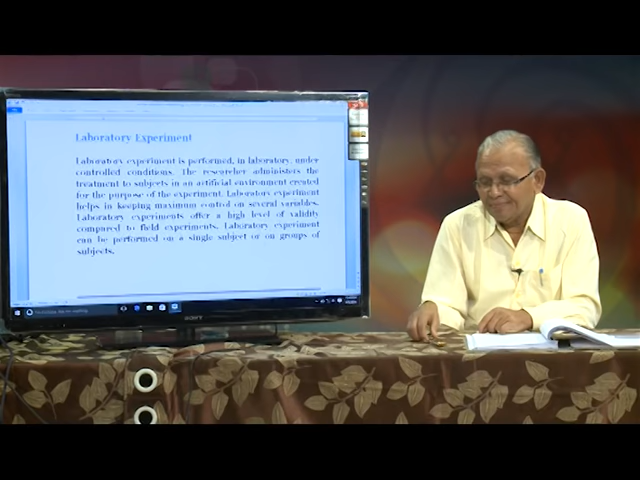 Laboratory Experiment
Laboratory experiment is performed, in laboratory, under
controlled conditions. The researcher administers the
treatment to subjects in an artificial environment created
for the purpose of the experiment. Laboratory experiment
helps in keeping maximum control on several variables.
Laboratory experiments offer a high level of validity
compared to field experiments. Laboratory experiment
can be performed on a single subject or on groups of
subjects.
SONY